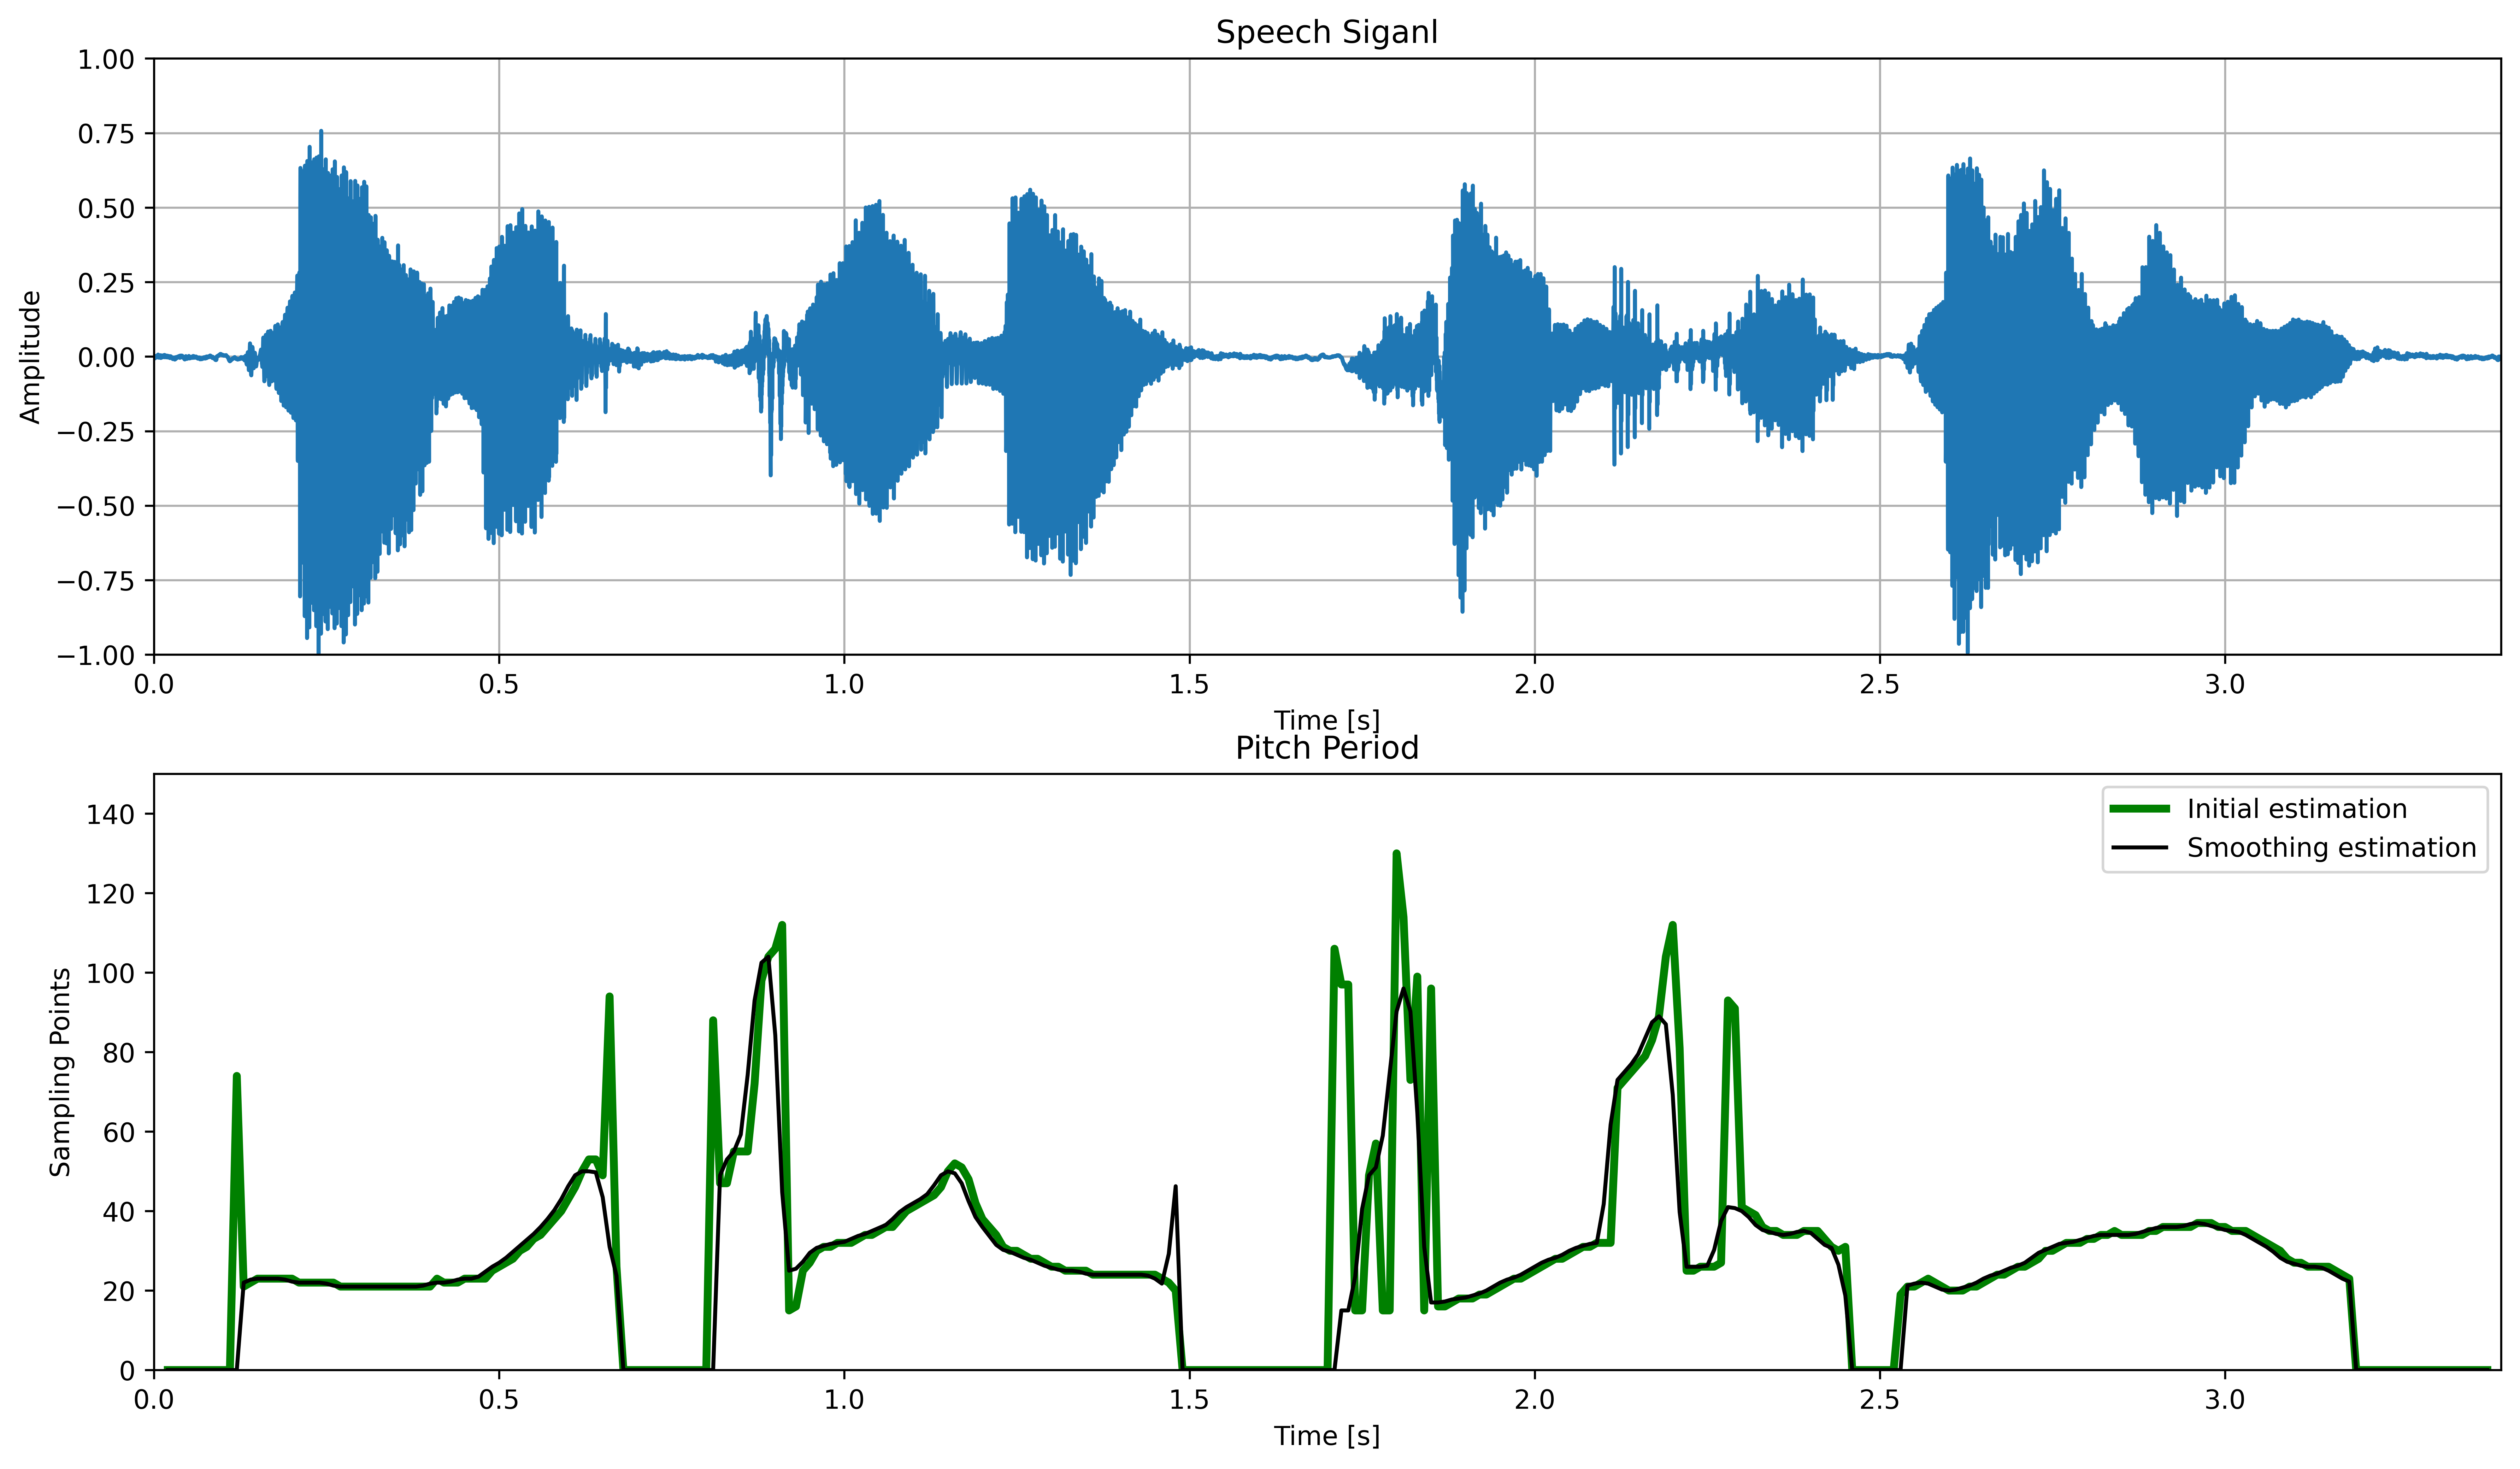 Speech Siganl
1.00
0.75
0.50
0.25
0.00
−0.25
−0.50
−0.75
−1.00
Amplitude
0.0 0.5 1.0 1.5 2.0 2.5 3.0
Time [s]
Pitch Period
140
120
100
80
60
40
20
0
Sampling Points
Initial estimation
Smoothing estimation
0.0 0.5 1.0 1.5 2.0 2.5 3.0
Time [s]